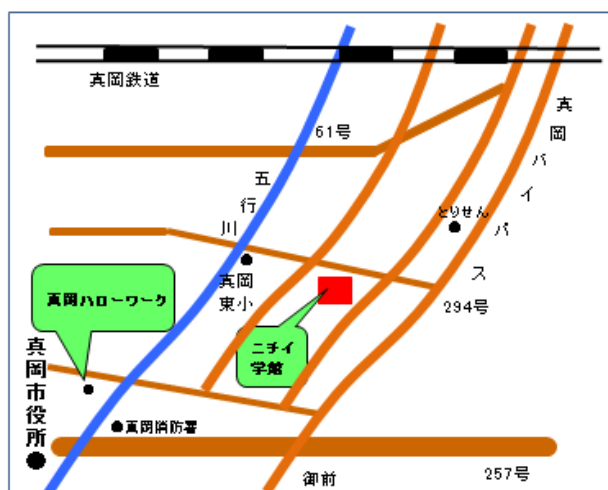 真岡鉄道
61号
真岡バイパス
五行川
とりせん
真岡
東小
294号
真岡ハローワーク
ニチイ
学館
真岡市役所
真岡消防署
御前
257号